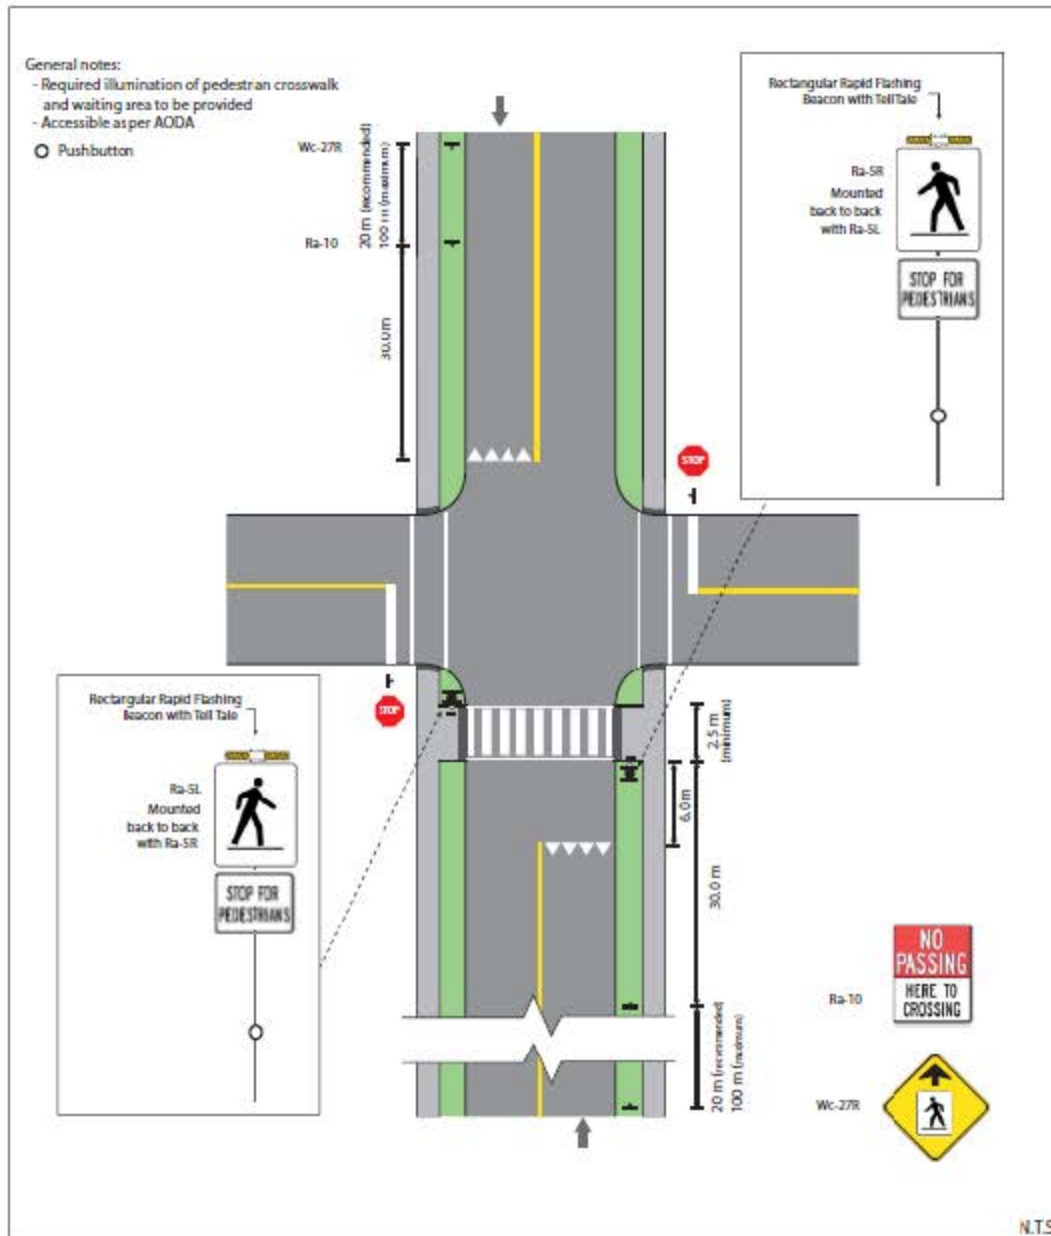 General notes:
- Required illumination of pedestran crosswalk
and waiting area to be provided
- Accessible as per AODA
Pushbutton
Wc-27R
Ra-10
20 m (recommended)
100 m (maximum)
30.0 m
Rectangular Rapid Flashing
Beacon with Tell Tale
Ra-5R
Mounted
back to back
with Ra-5L
STOP FOR
PEDESTRIANS
STOP
STOP
Rectangular Rapid Flashing
Beacon with Tell Tale
Ra-5L
Mounted
back to back
with Ra-5R
STOP FOR
PEDESTRIANS
2.5 m
(minimum)
6.0 m
30.0 m
20 m (recommended)
100 m (maximum)
Ra-10
NO
PASSING
HERE TO
CROSSING
Wc-27R
N.T.S